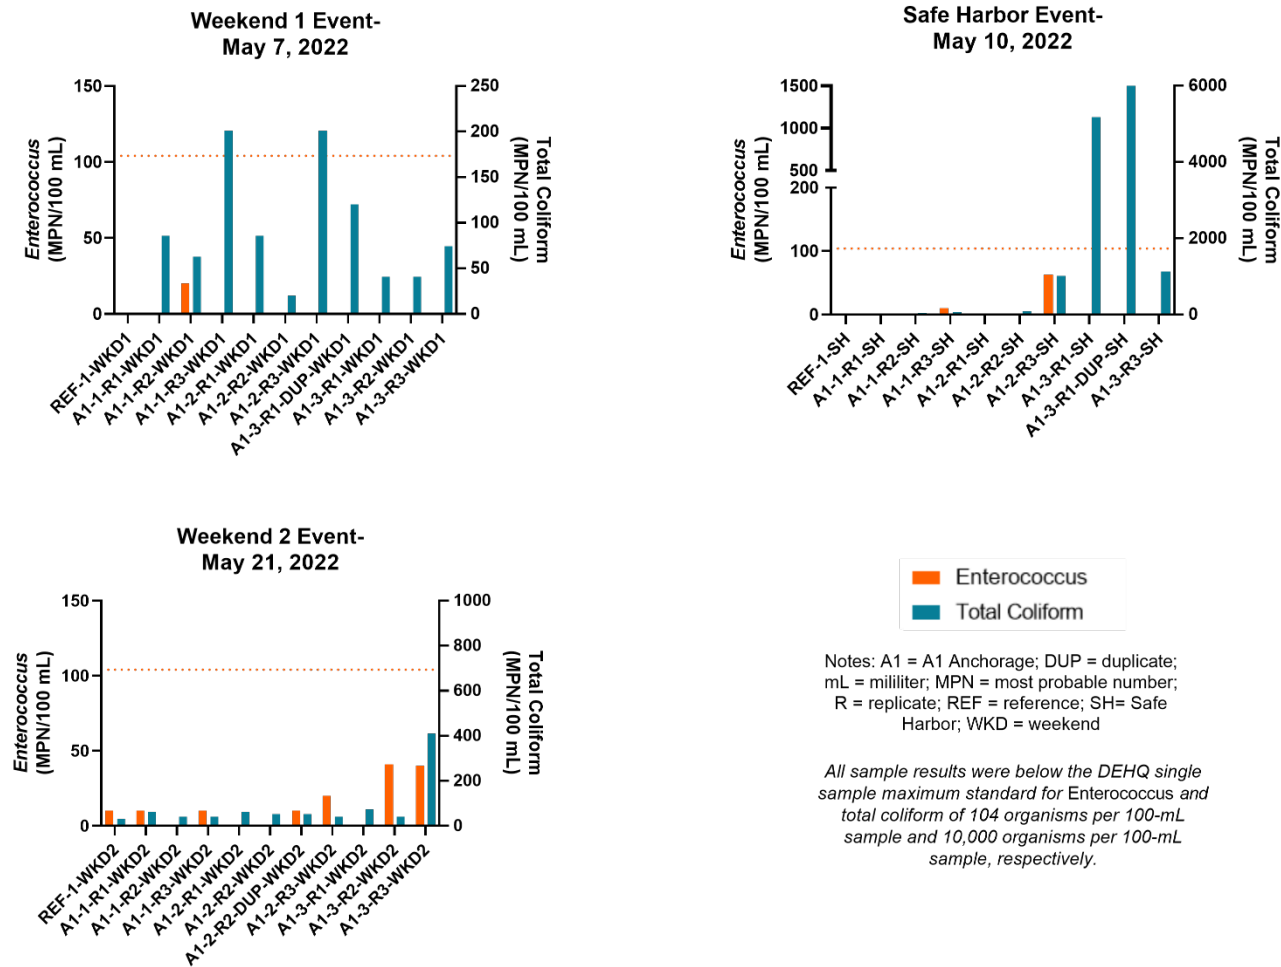 Weekend 1 Event-
May 7, 2022
Enterococcus
(MPN/100 mL)
150
100
50
0
250
200
150
100
50
0
Total Coliform
(MPN/100 mL)
REF-1-WKD1
A1-1-R1-WKD1
A1-1-R2-WKD1
A1-1-R3-WKD1
A1-2-R1-WKD1
A1-2-R2-WKD1
A1-2-R3-WKD1
A1-3-R1-DUP-WKD1
A1-3-R1-WKD1
A1-3-R2-WKD1
A1-3-R3-WKD1
Safe Harbor Event-
May 10, 2022
Enterococcus
(MPN/100 mL)
1500
1000
500
200
100
0
6000
4000
2000
0
Total Coliform
(MPN/100 mL)
REF-1-SH
A1-1-R1-SH
A1-1-R2-SH
A1-1-R3-SH
A1-2-R1-SH
A1-2-R2-SH
A1-2-R3-SH
A1-3-R1-SH
A1-3-R1-DUP-SH
A1-3-R3-SH
Weekend 2 Event-
May 21, 2022
Enterococcus
(MPN/100 mL)
150
100
50
0
1000
800
600
400
200
0
Total Coliform
(MPN/100 mL)
REF-1-WKD2
A1-1-R1-WKD2
A1-1-R2-WKD2
A1-1-R3-WKD2
A1-2-R1-WKD2
A1-2-R2-WKD2
A1-2-R2-DUP-WKD2
A1-2-R3-WKD2
A1-3-R1-WKD2
A1-3-R2-WKD2
A1-3-R3-WKD2
Enterococcus
Total Coliform
Notes: A1 = A1 Anchorage; DUP = duplicate;
mL = mililiter; MPN = most probable number;
R = replicate; REF = reference; SH= Safe
Harbor; WKD = weekend
All sample results were below the DEHQ single
sample maximum standard for Enterococcus and
total coliform of 104 organisms per 100-mL
sample and 10,000 organisms per 100-mL
sample, respectively.